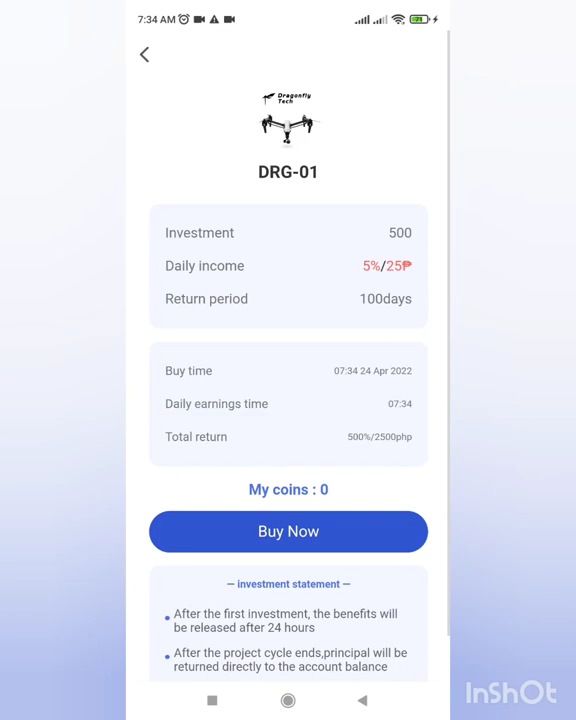 7:34 AM
71
Dragonfly
Tech
DRG-01
Investment 500
Daily income 5%/25₱
Return period 100days
Buy time 07:34 24 Apr 2022
Daily earnings time 07:34
Total return 500%/2500php
My coins : 0
Buy Now
— investment statement —
After the first investment, the benefits will
be released after 24 hours
After the project cycle ends,principal will be
returned directly to the account balance
InShOt